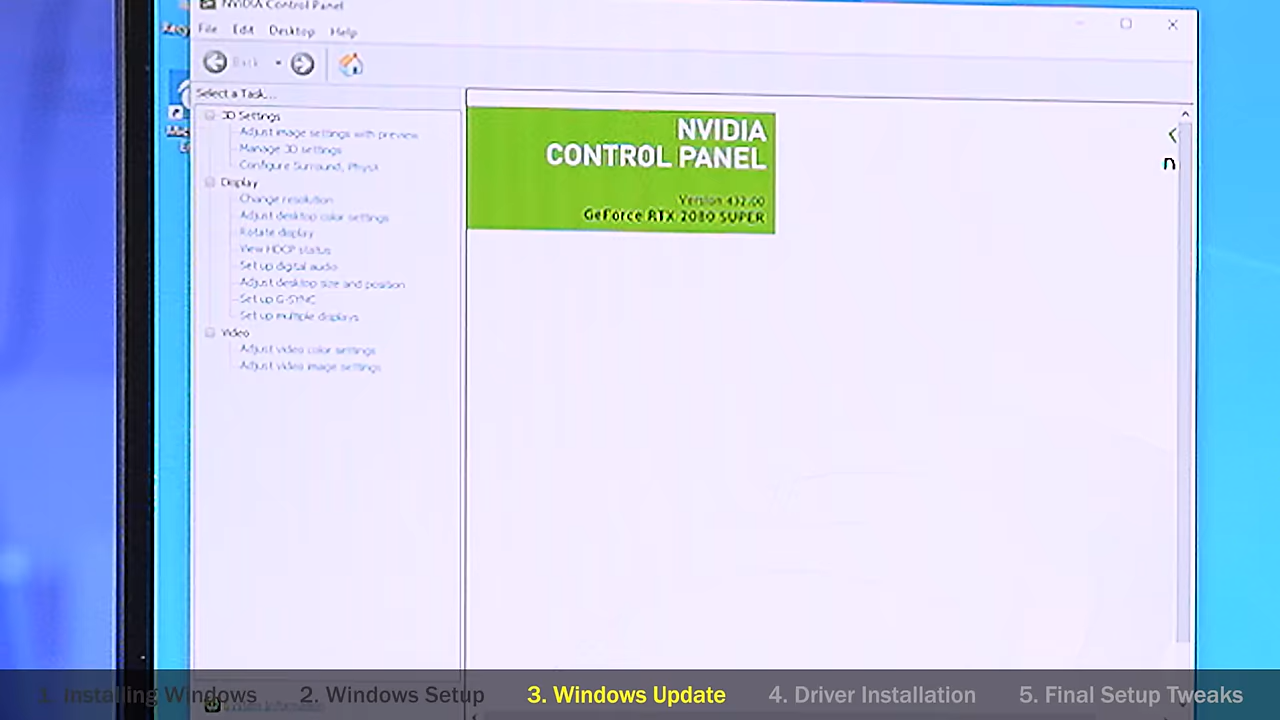 NVIDIA Control Panel
File Edit Desktop Help
Back
Select a Task...
3D Settings
Adjust image settings with preview
Manage 3D settings
Configure Surround, PhysX
Display
Change resolution
Adjust desktop color settings
Rotate display
View HDCP status
Set up digital audio
Adjust desktop size and position
Set up G-SYNC
Set up multiple displays
Video
Adjust video color settings
Adjust video image settings
NVIDIA
CONTROL PANEL
Version 432.00
GeForce RTX 2080 SUPER
n
System Information
1. Installing Windows 2. Windows Setup 3. Windows Update 4. Driver Installation 5. Final Setup Tweaks